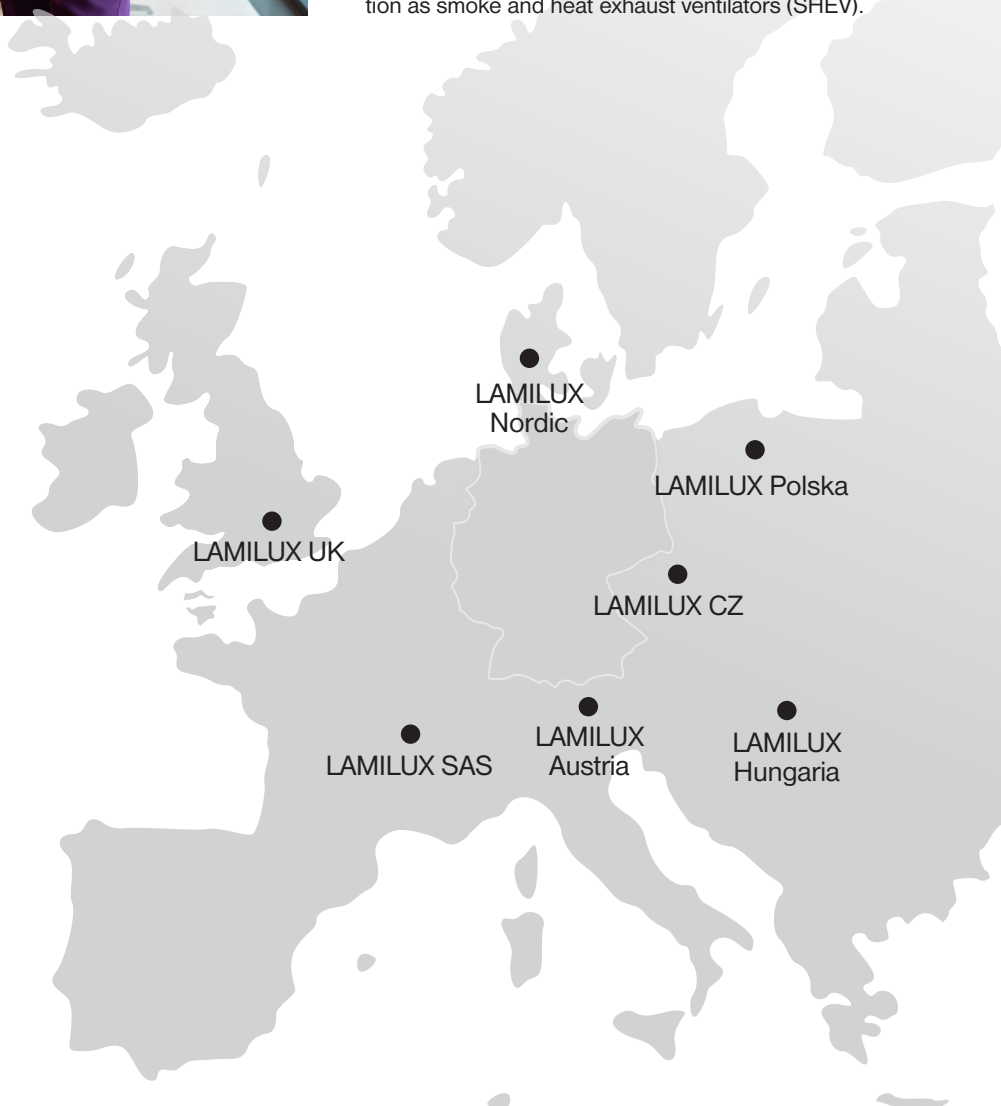 tion as smoke and heat exhaust ventilators (SHEV).
LAMILUX
Nordic
LAMILUX Polska
LAMILUX UK
LAMILUX CZ
LAMILUX SAS
LAMILUX
Austria
LAMILUX
Hungaria